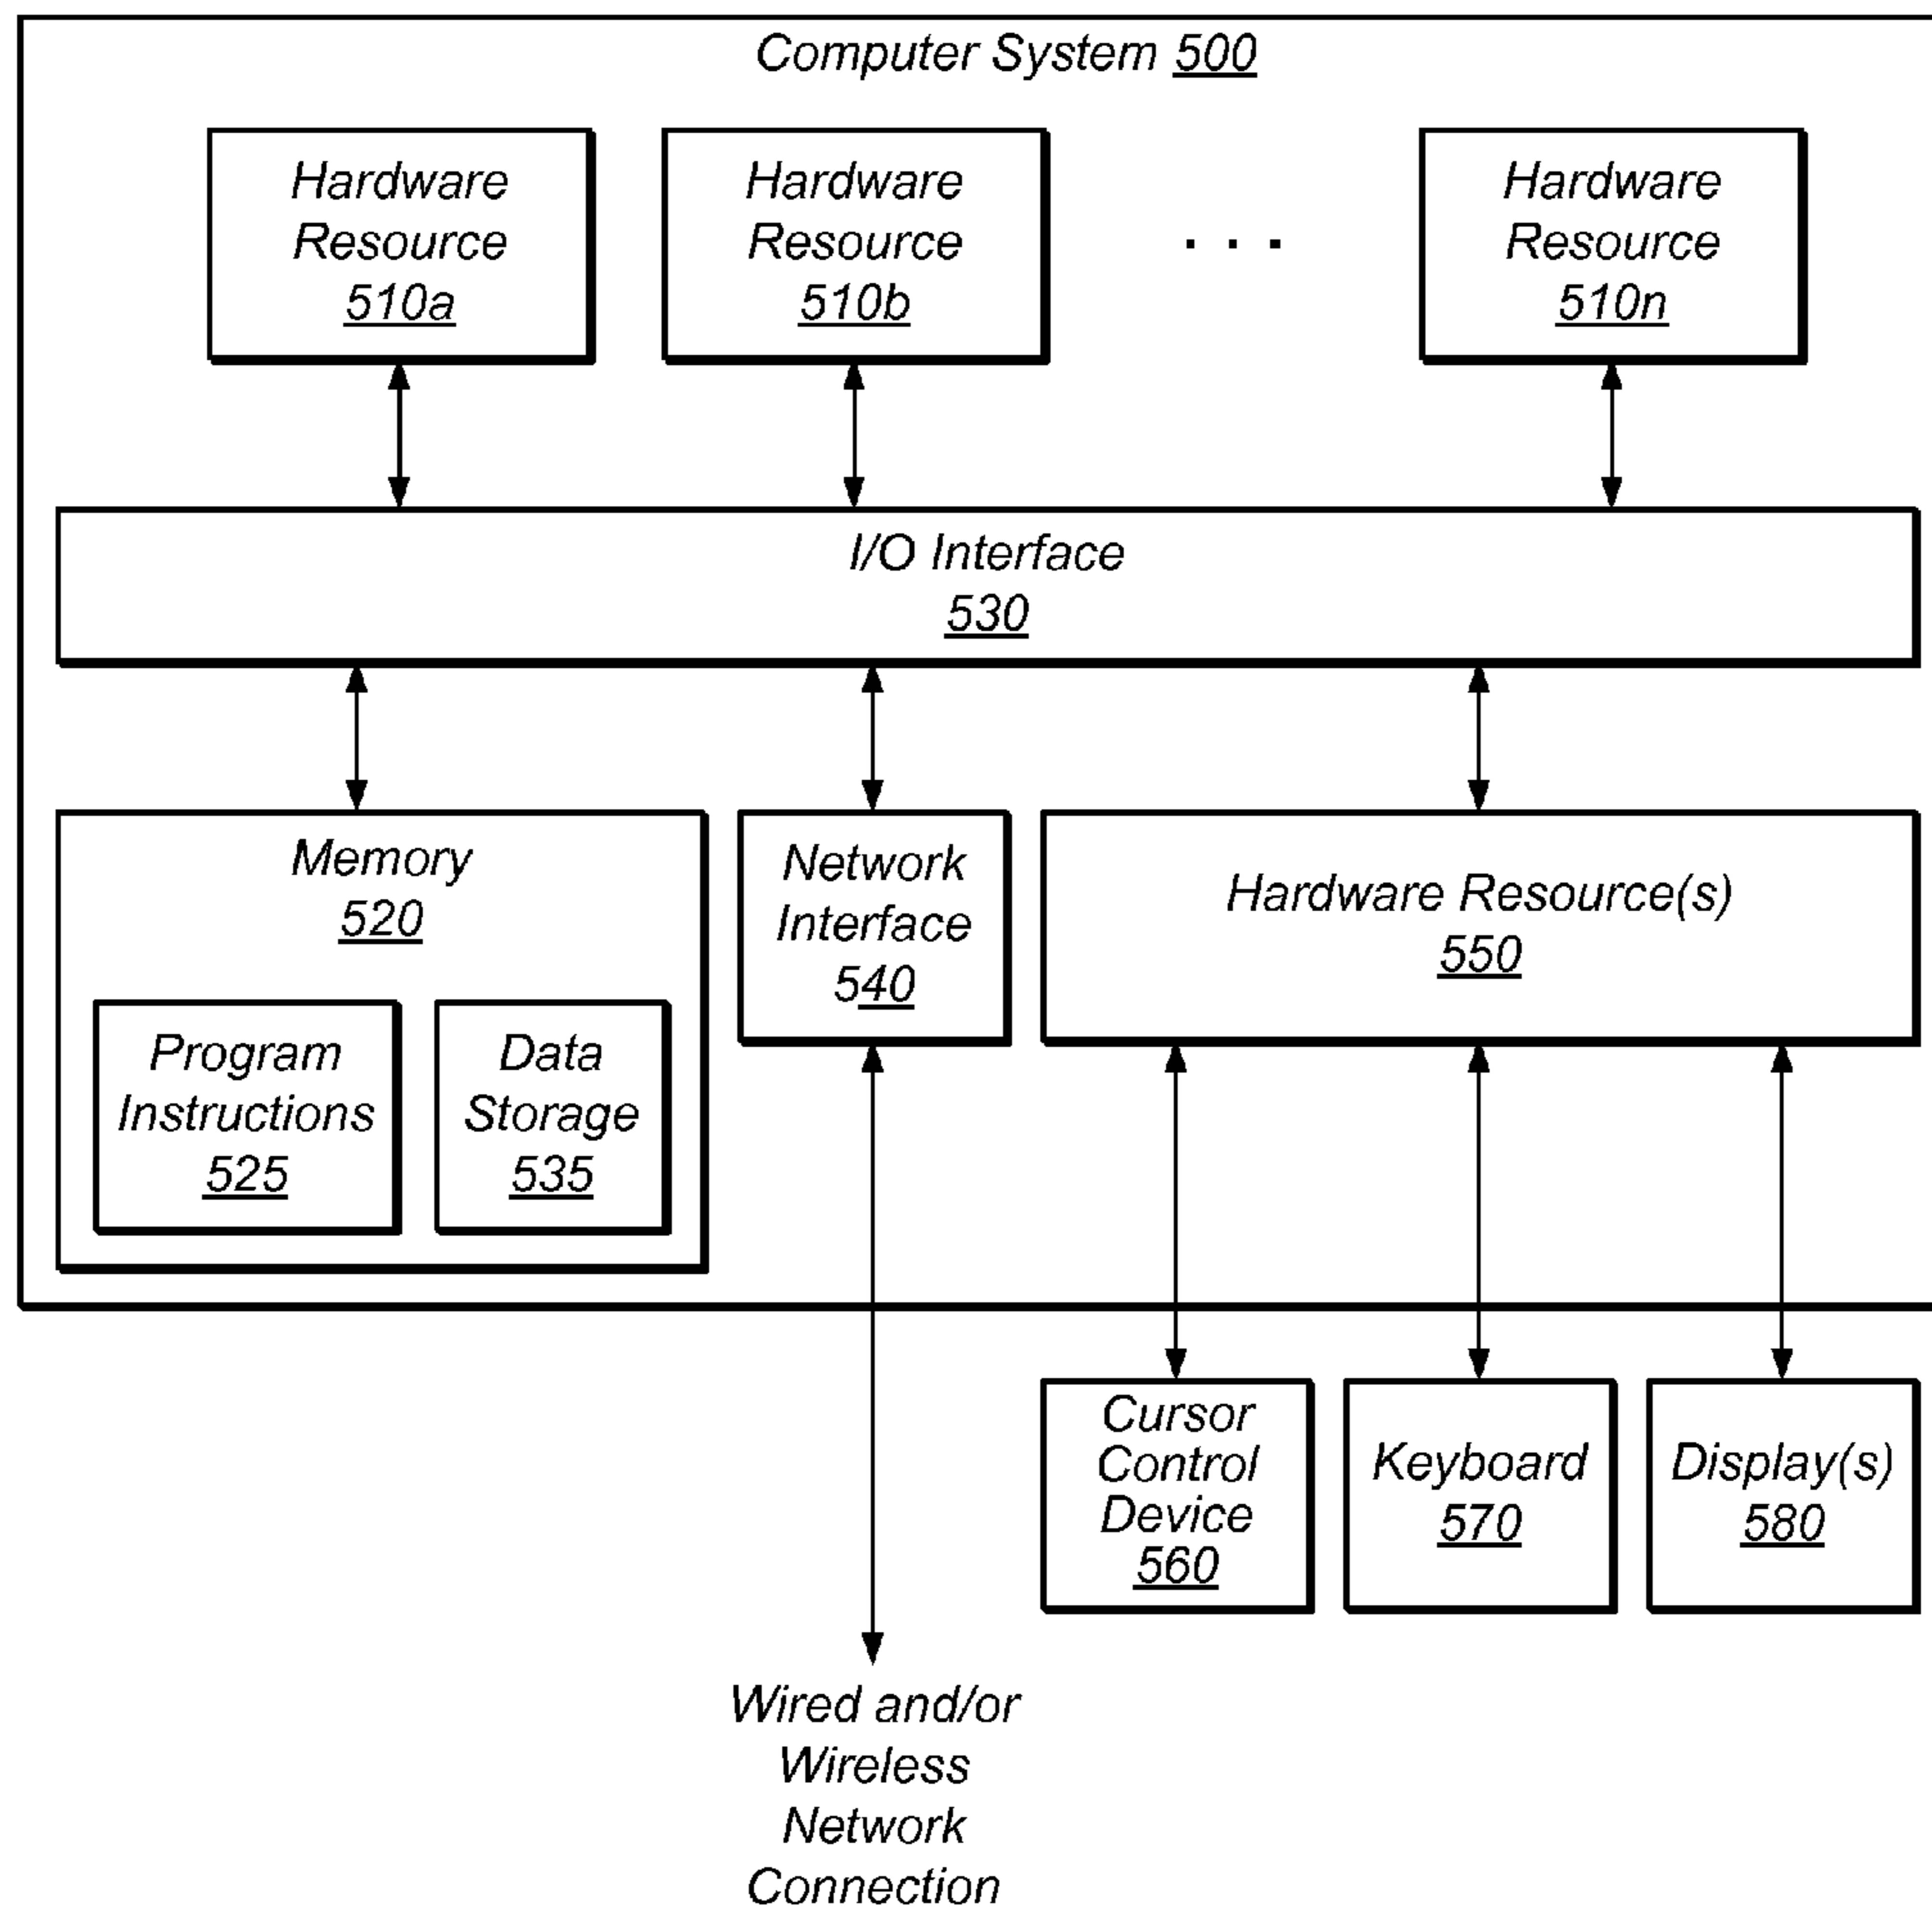 Computer System 500
Hardware
Resource
510a
Hardware
Resource
510b
. . .
Hardware
Resource
510n
I/O Interface
530
Memory
520
Program
Instructions
525
Data
Storage
535
Network
Interface
540
Hardware Resource(s)
550
Cursor
Control
Device
560
Keyboard
570
Display(s)
580
Wired and/or
Wireless
Network
Connection